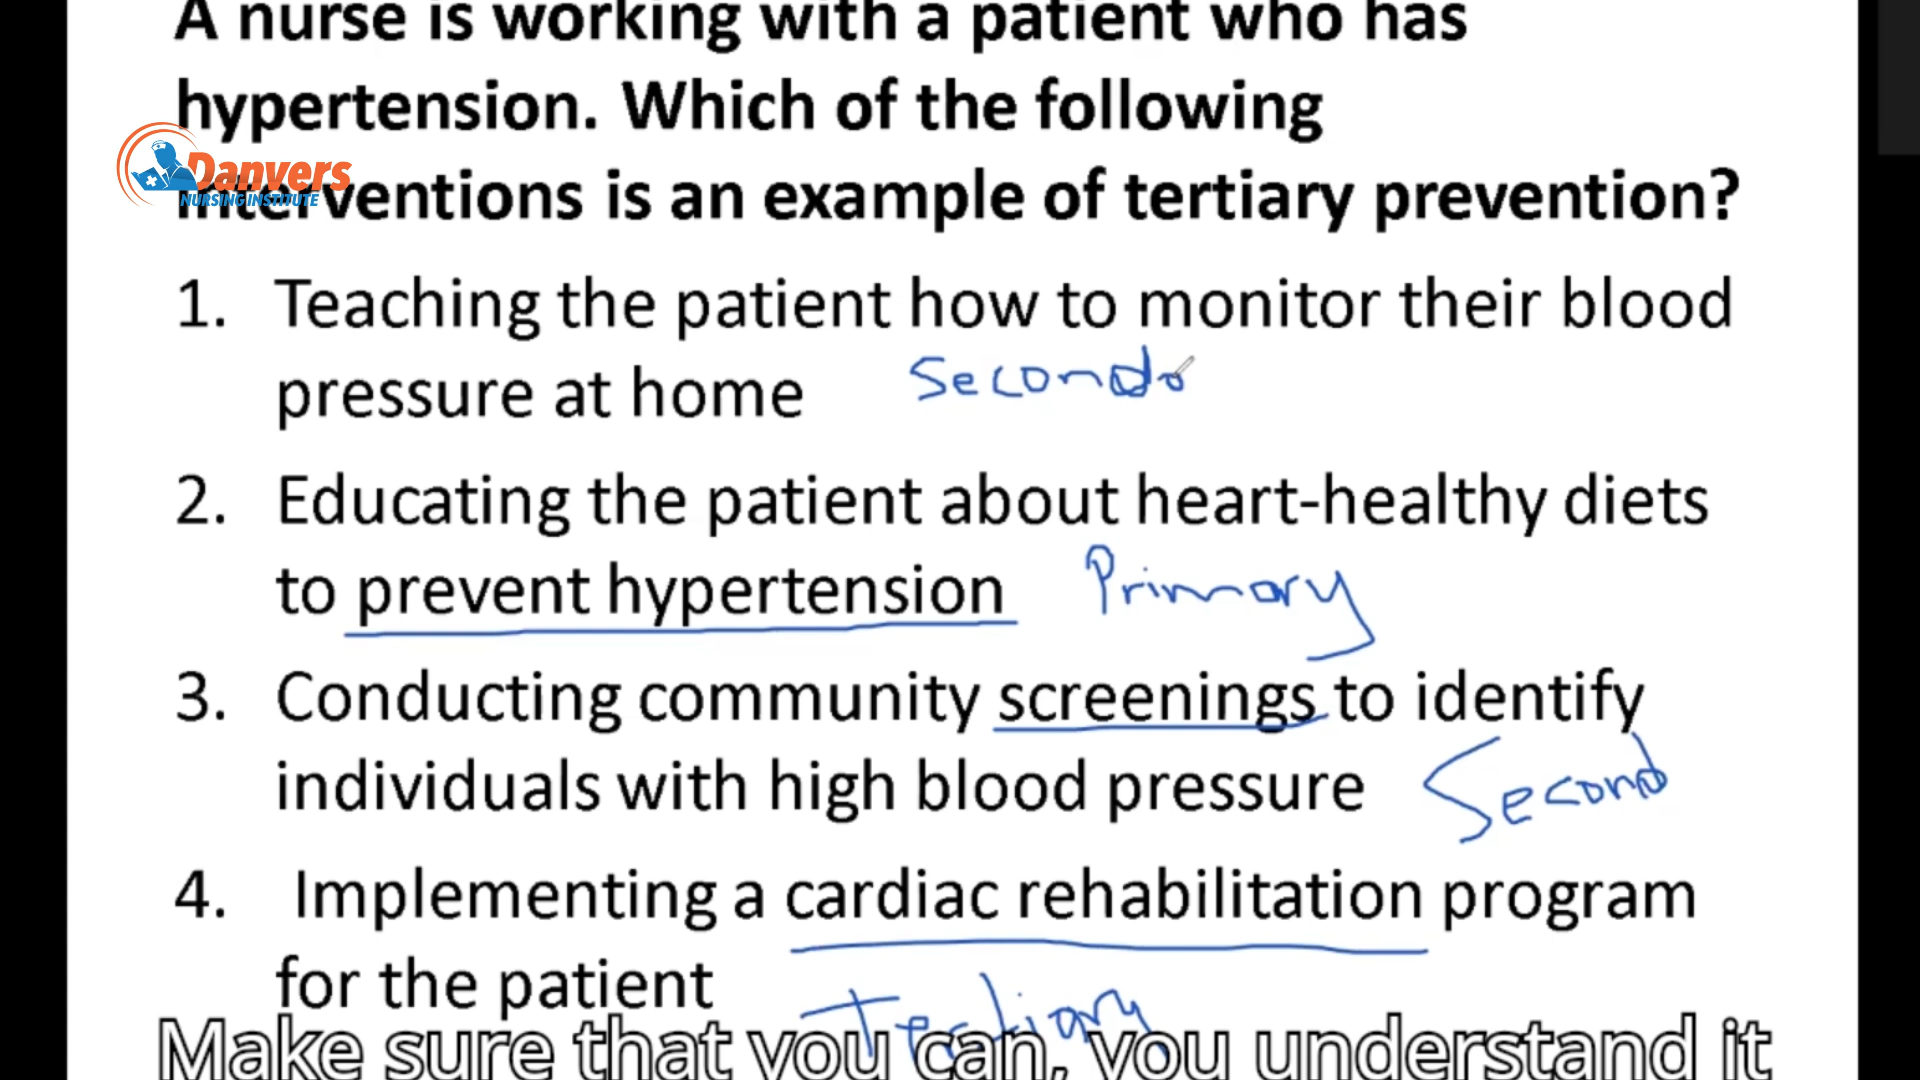 A nurse is working with a patient who has
hypertension. Which of the following
Danvers
NURSING INSTITUTE
interventions is an example of tertiary prevention?
1. Teaching the patient how to monitor their blood
pressure at home Seconda
2. Educating the patient about heart-healthy diets
to prevent hypertension Primary
3. Conducting community screenings to identify
individuals with high blood pressure Second
4. Implementing a cardiac rehabilitation program
for the patient Tertiary
Make sure that you can, you understand it